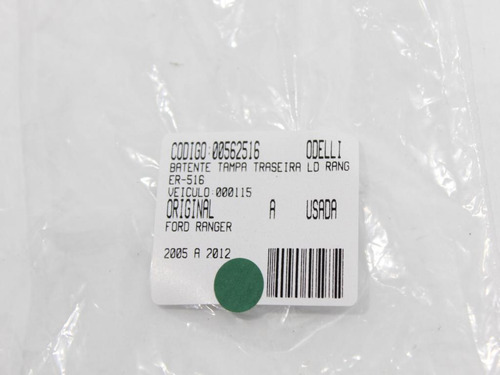 CODIGO:00562516 ODELLI
BATENTE TAMPA TRASEIRA LD RANG
ER-516
VEICULO:000115
ORIGINAL A USADA
FORD RANGER
2005 A 2012